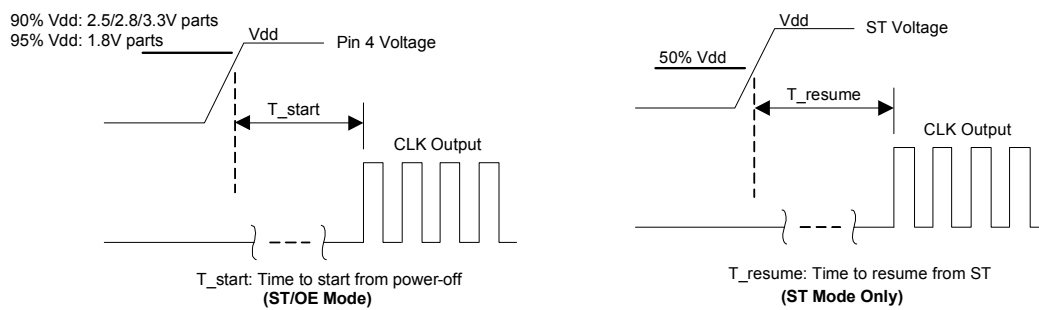 90% Vdd: 2.5/2.8/3.3V parts
95% Vdd: 1.8V parts
Vdd
Pin 4 Voltage
T_start
CLK Output
T_start: Time to start from power-off
(ST/OE Mode)
Vdd
ST Voltage
50% Vdd
T_resume
CLK Output
T_resume: Time to resume from ST
(ST Mode Only)